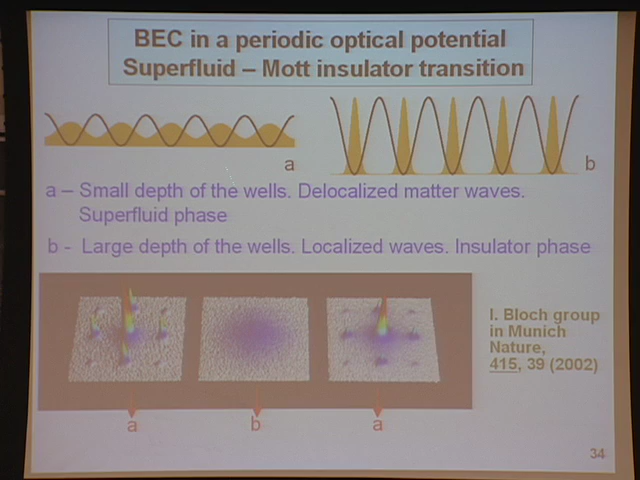 BEC in a periodic optical potential
Superfluid – Mott insulator transition
a
b
a – Small depth of the wells. Delocalized matter waves.
Superfluid phase
b - Large depth of the wells. Localized waves. Insulator phase
I. Bloch group
in Munich
Nature,
415, 39 (2002)
a
b
a
34